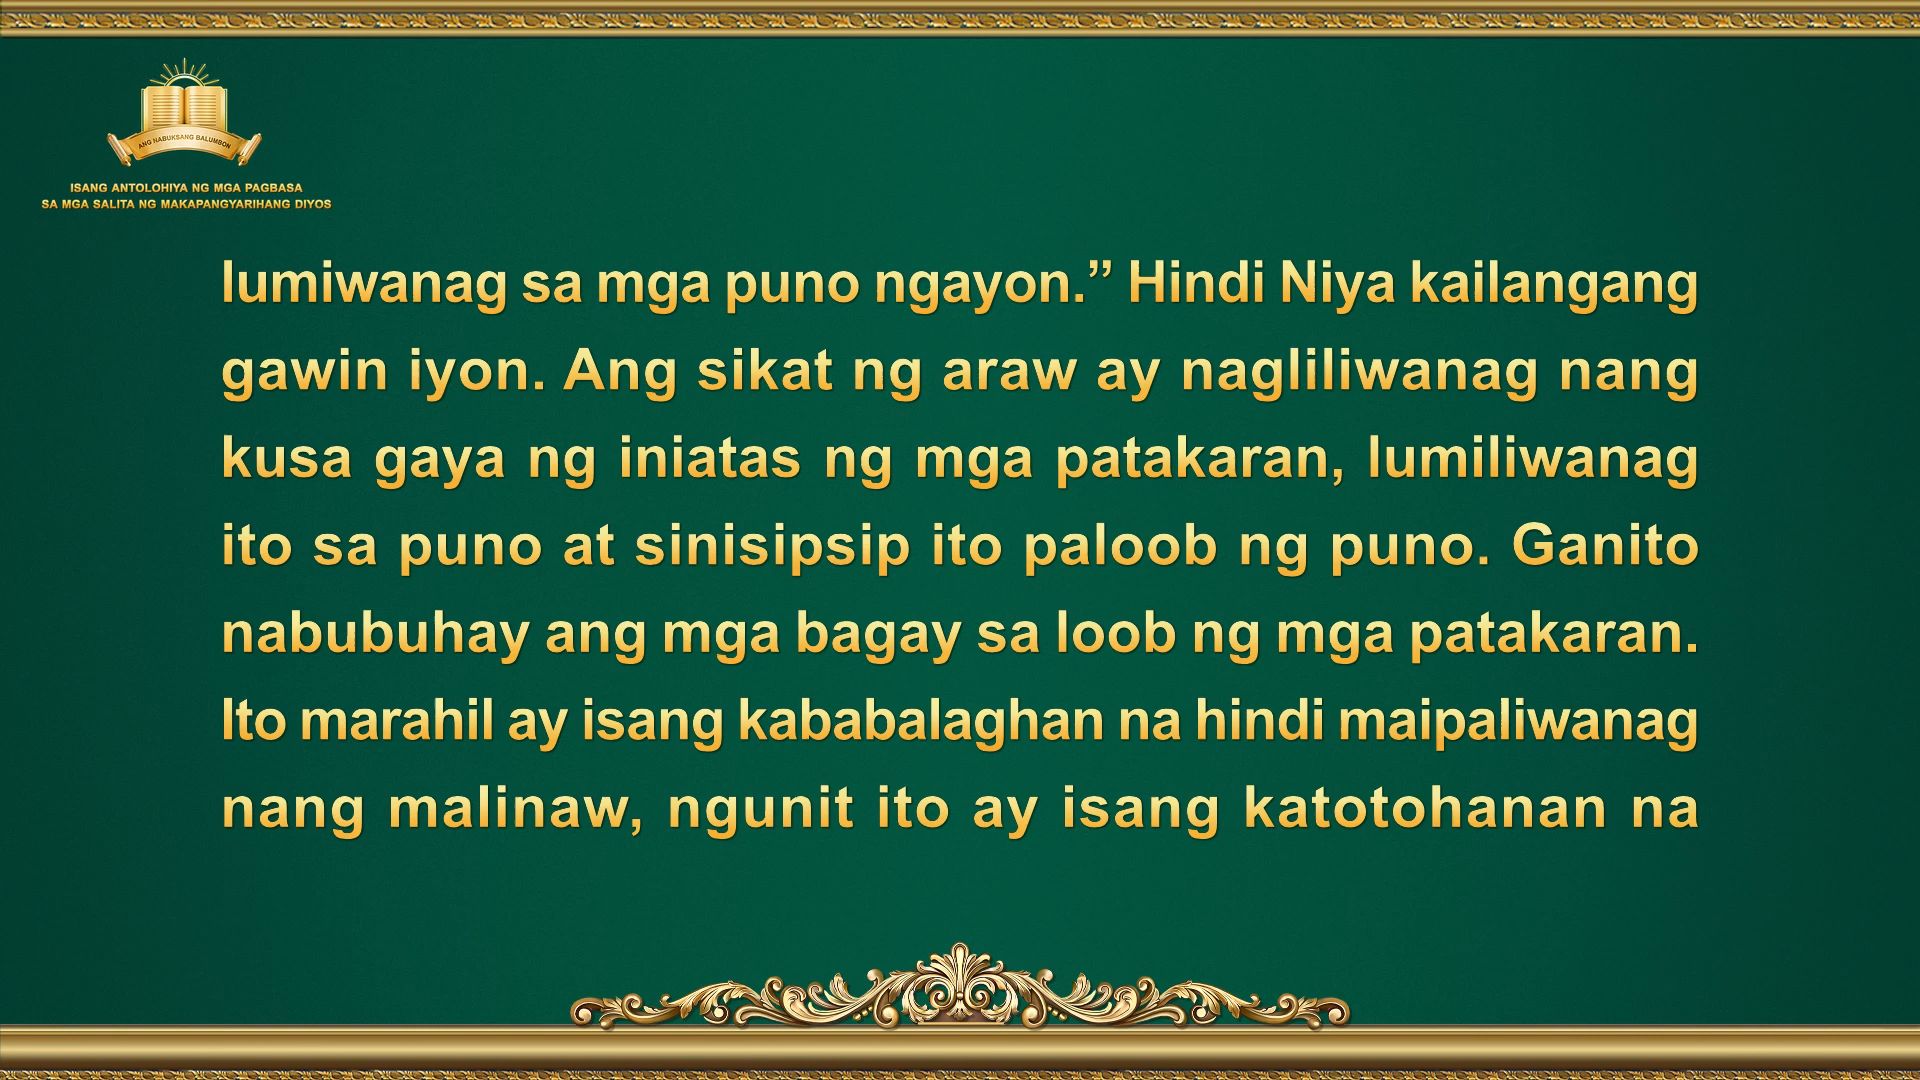 ANG NABUKSANG BALUMBON
ISANG ANTOLOHIYA NG MGA PAGBASA
SA MGA SALITA NG MAKAPANGYARIHANG DIYOS
lumiwanag sa mga puno ngayon.” Hindi Niya kailangang
gawin iyon. Ang sikat ng araw ay nagliliwanag nang
kusa gaya ng iniatas ng mga patakaran, lumiliwanag
ito sa puno at sinisipsip ito paloob ng puno. Ganito
nabubuhay ang mga bagay sa loob ng mga patakaran.
Ito marahil ay isang kababalaghan na hindi maipaliwanag
nang malinaw, ngunit ito ay isang katotohanan na